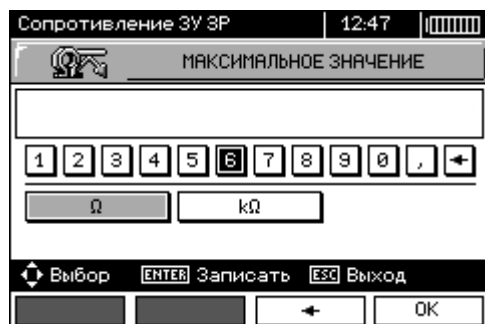 Сопротивление ЗУ 3P 12:47
МАКСИМАЛЬНОЕ ЗНАЧЕНИЕ
1 2 3 4 5 6 7 8 9 0 , ←
Ω kΩ
Выбор ENTER Записать ESC Выход
← OK